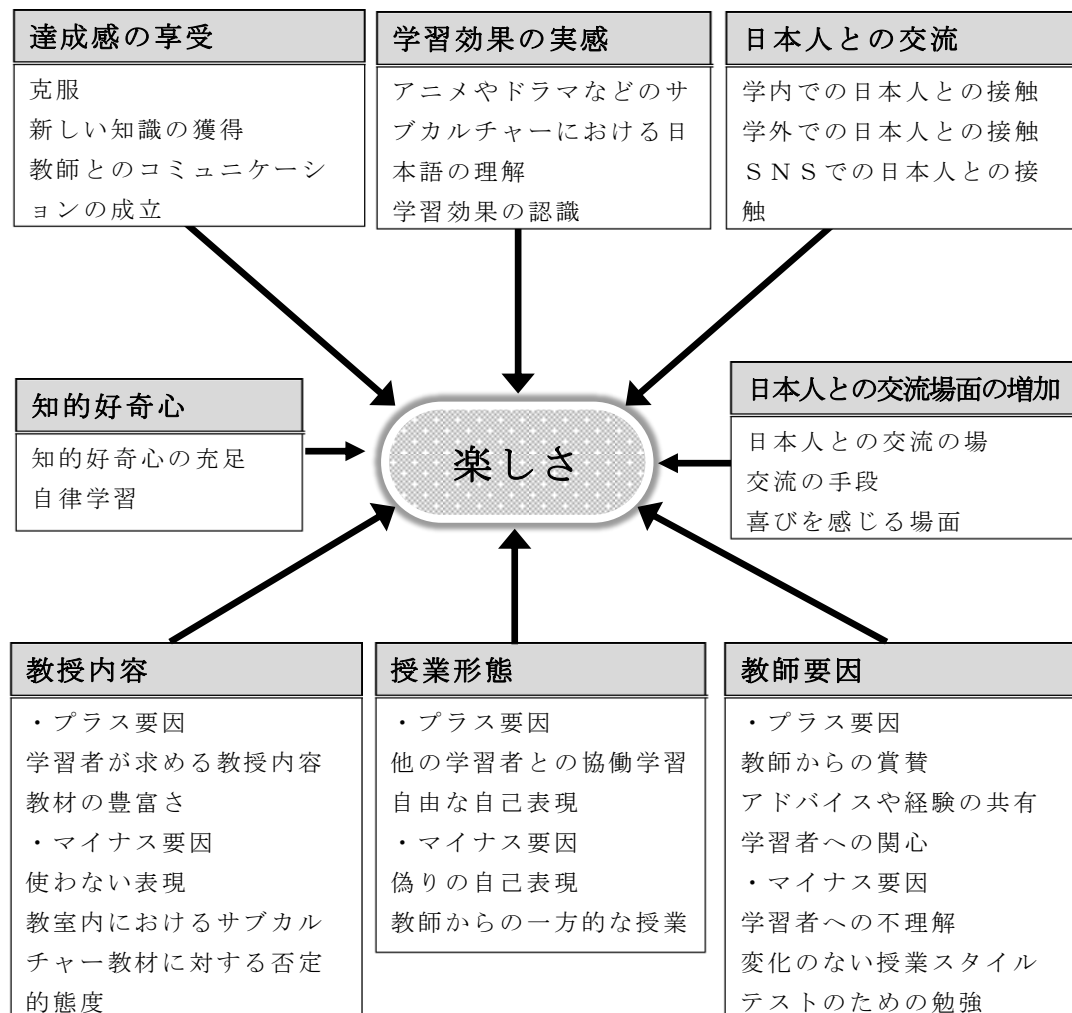 達成感の享受
克服
新しい知識の獲得
教師とのコミュニケーシ
ョンの成立
学習効果の実感
アニメやドラマなどのサ
ブカルチャーにおける日
本語の理解
学習効果の認識
日本人との交流
学内での日本人との接触
学外での日本人との接触
ＳＮＳでの日本人との接
触
知的好奇心
知的好奇心の充足
自律学習
楽しさ
日本人との交流場面の増加
日本人との交流の場
交流の手段
喜びを感じる場面
教授内容
・プラス要因
学習者が求める教授内容
教材の豊富さ
・マイナス要因
使わない表現
教室内におけるサブカル
チャー教材に対する否定
的態度
授業形態
・プラス要因
他の学習者との協働学習
自由な自己表現
・マイナス要因
偽りの自己表現
教師からの一方的な授業
教師要因
・プラス要因
教師からの賞賛
アドバイスや経験の共有
学習者への関心
・マイナス要因
学習者への不理解
変化のない授業スタイル
テストのための勉強